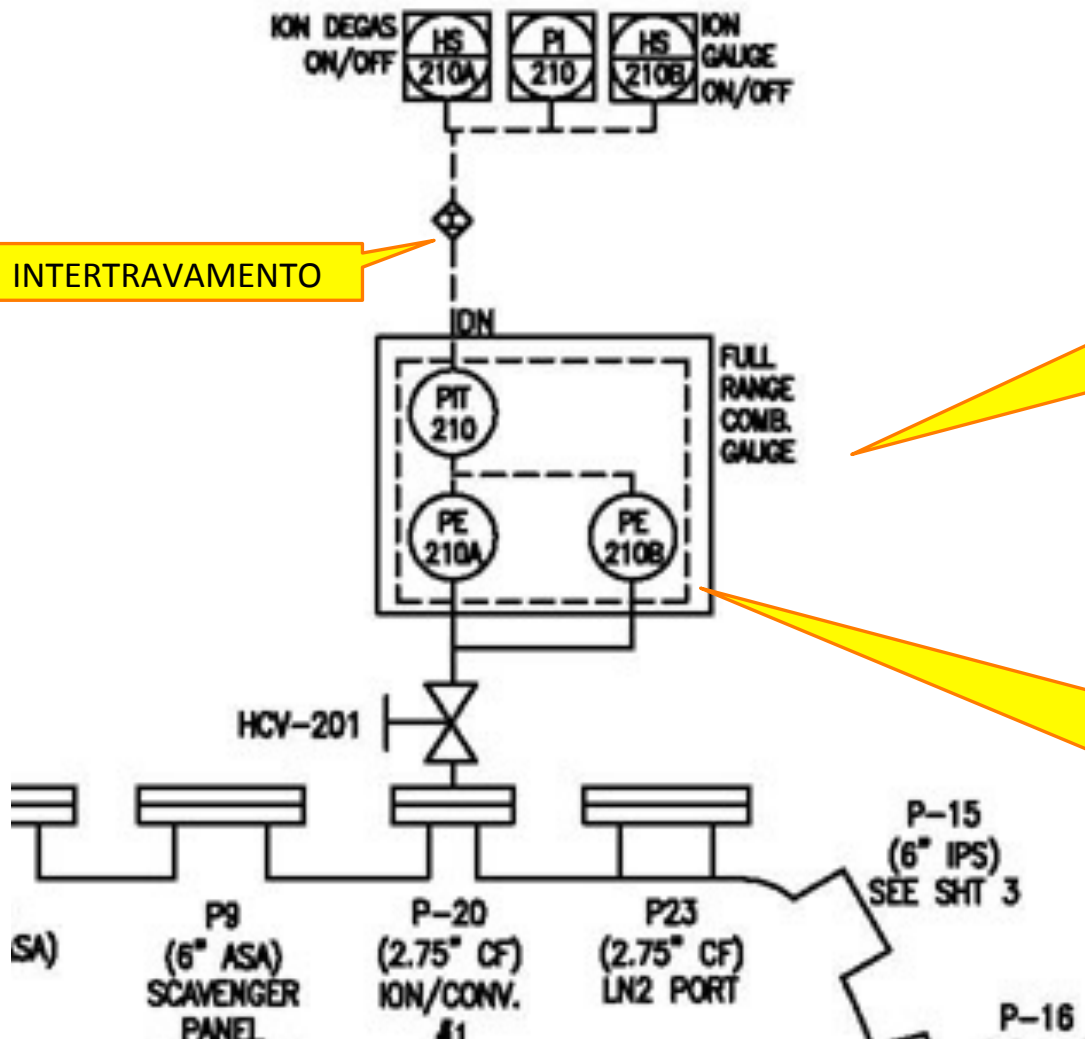 ION DEGAS
ON/OFF
HS
210A
PI
210
HS
210B
ION
GAUGE
ON/OFF
INTERTRAVAMENTO
ION
FULL
RANGE
COMB.
GAUGE
PIT
210
PE
210A
PE
210B
HCV-201
P-15
(6" IPS)
SEE SHT 3
SA)
P9
(6" ASA)
SCAVENGER
PANEL
P-20
(2.75" CF)
ION/CONV.
#1
P23
(2.75" CF)
LN2 PORT
P-16